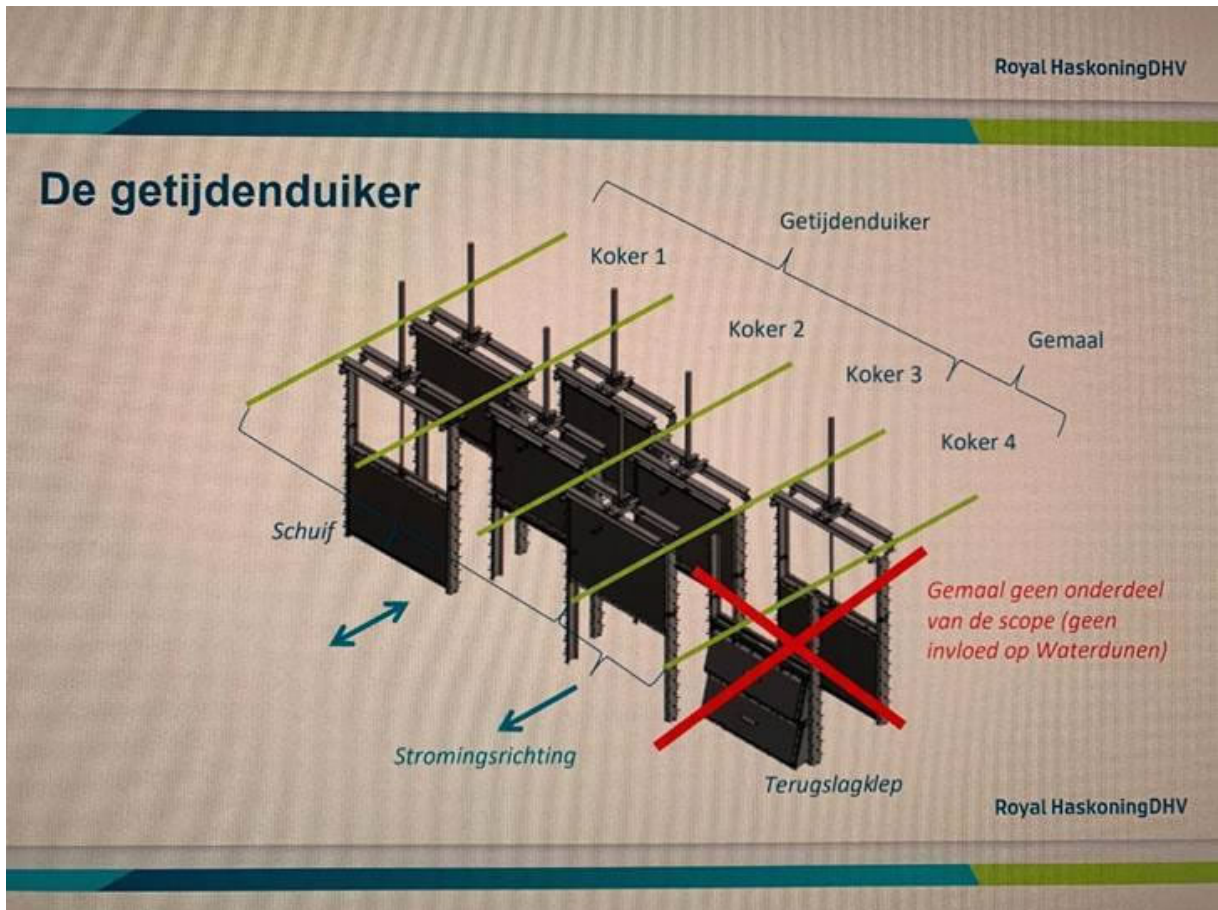 Royal HaskoningDHV
De getijdenduiker
Getijdenduiker
Koker 1
Koker 2
Gemaal
Koker 3
Koker 4
Schuif
Gemaal geen onderdeel
van de scope (geen
invloed op Waterdunen)
Stromingsrichting
Terugslagklep
Royal HaskoningDHV